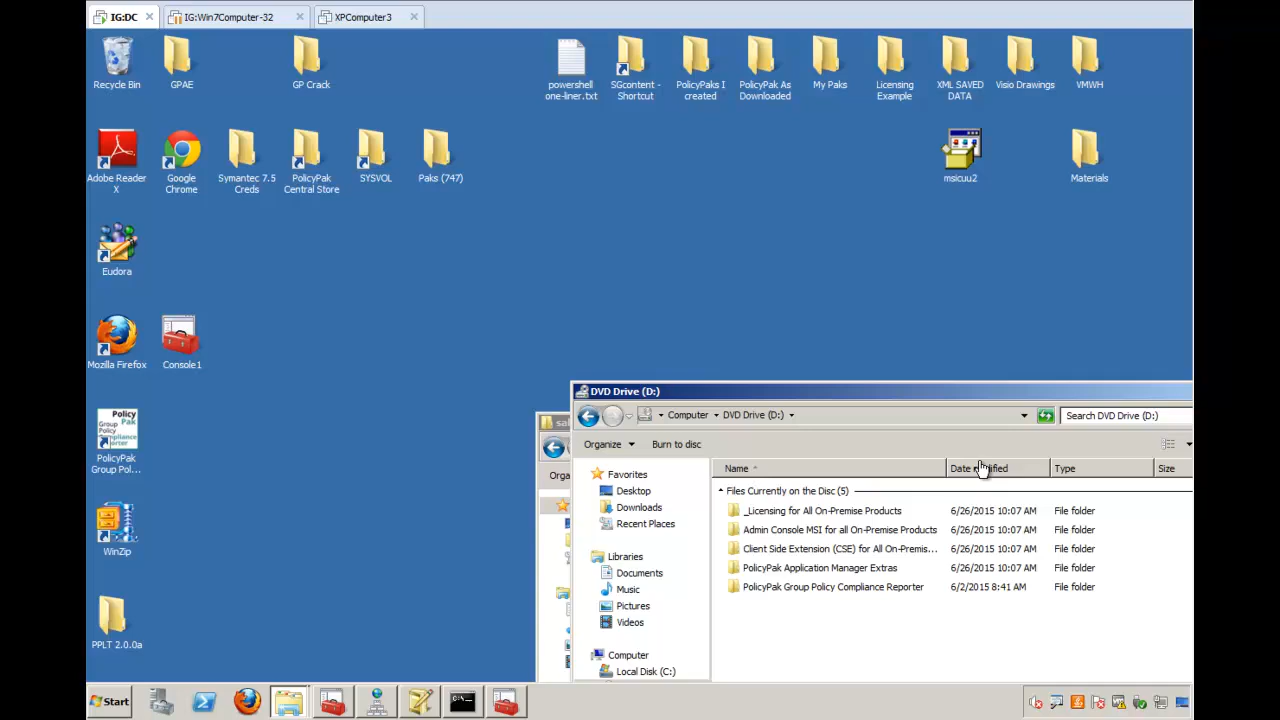 IG:DC
IG:Win7Computer-32
XPComputer3
Recycle Bin
GPAE
GP Crack
powershell one-liner.txt
SGcontent - Shortcut
PolicyPaks I created
PolicyPak As Downloaded
My Paks
Licensing Example
XML SAVED DATA
Visio Drawings
VMWH
Adobe Reader X
Google Chrome
Symantec 7.5 Creds
PolicyPak Central Store
SYSVOL
Paks (747)
msicuu2
Materials
Eudora
Mozilla Firefox
Console1
Policy Pak
Group Policy
PolicyPak Group Pol...
WinZip
PPLT 2.0.0a
DVD Drive (D:)
Computer
DVD Drive (D:)
Search DVD Drive (D:)
Organize
Burn to disc
Name
Type
Size
Favorites
Desktop
Downloads
Recent Places
Libraries
Documents
Music
Pictures
Videos
Computer
Local Disk (C:)
Files Currently on the Disc (5)
_Licensing for All On-Premise Products 6/26/2015 10:07 AM File folder
Admin Console MSI for all On-Premise Products 6/26/2015 10:07 AM File folder
Client Side Extension (CSE) for All On-Premis... 6/26/2015 10:07 AM File folder
PolicyPak Application Manager Extras 6/26/2015 10:07 AM File folder
PolicyPak Group Policy Compliance Reporter 6/2/2015 8:41 AM File folder
Start